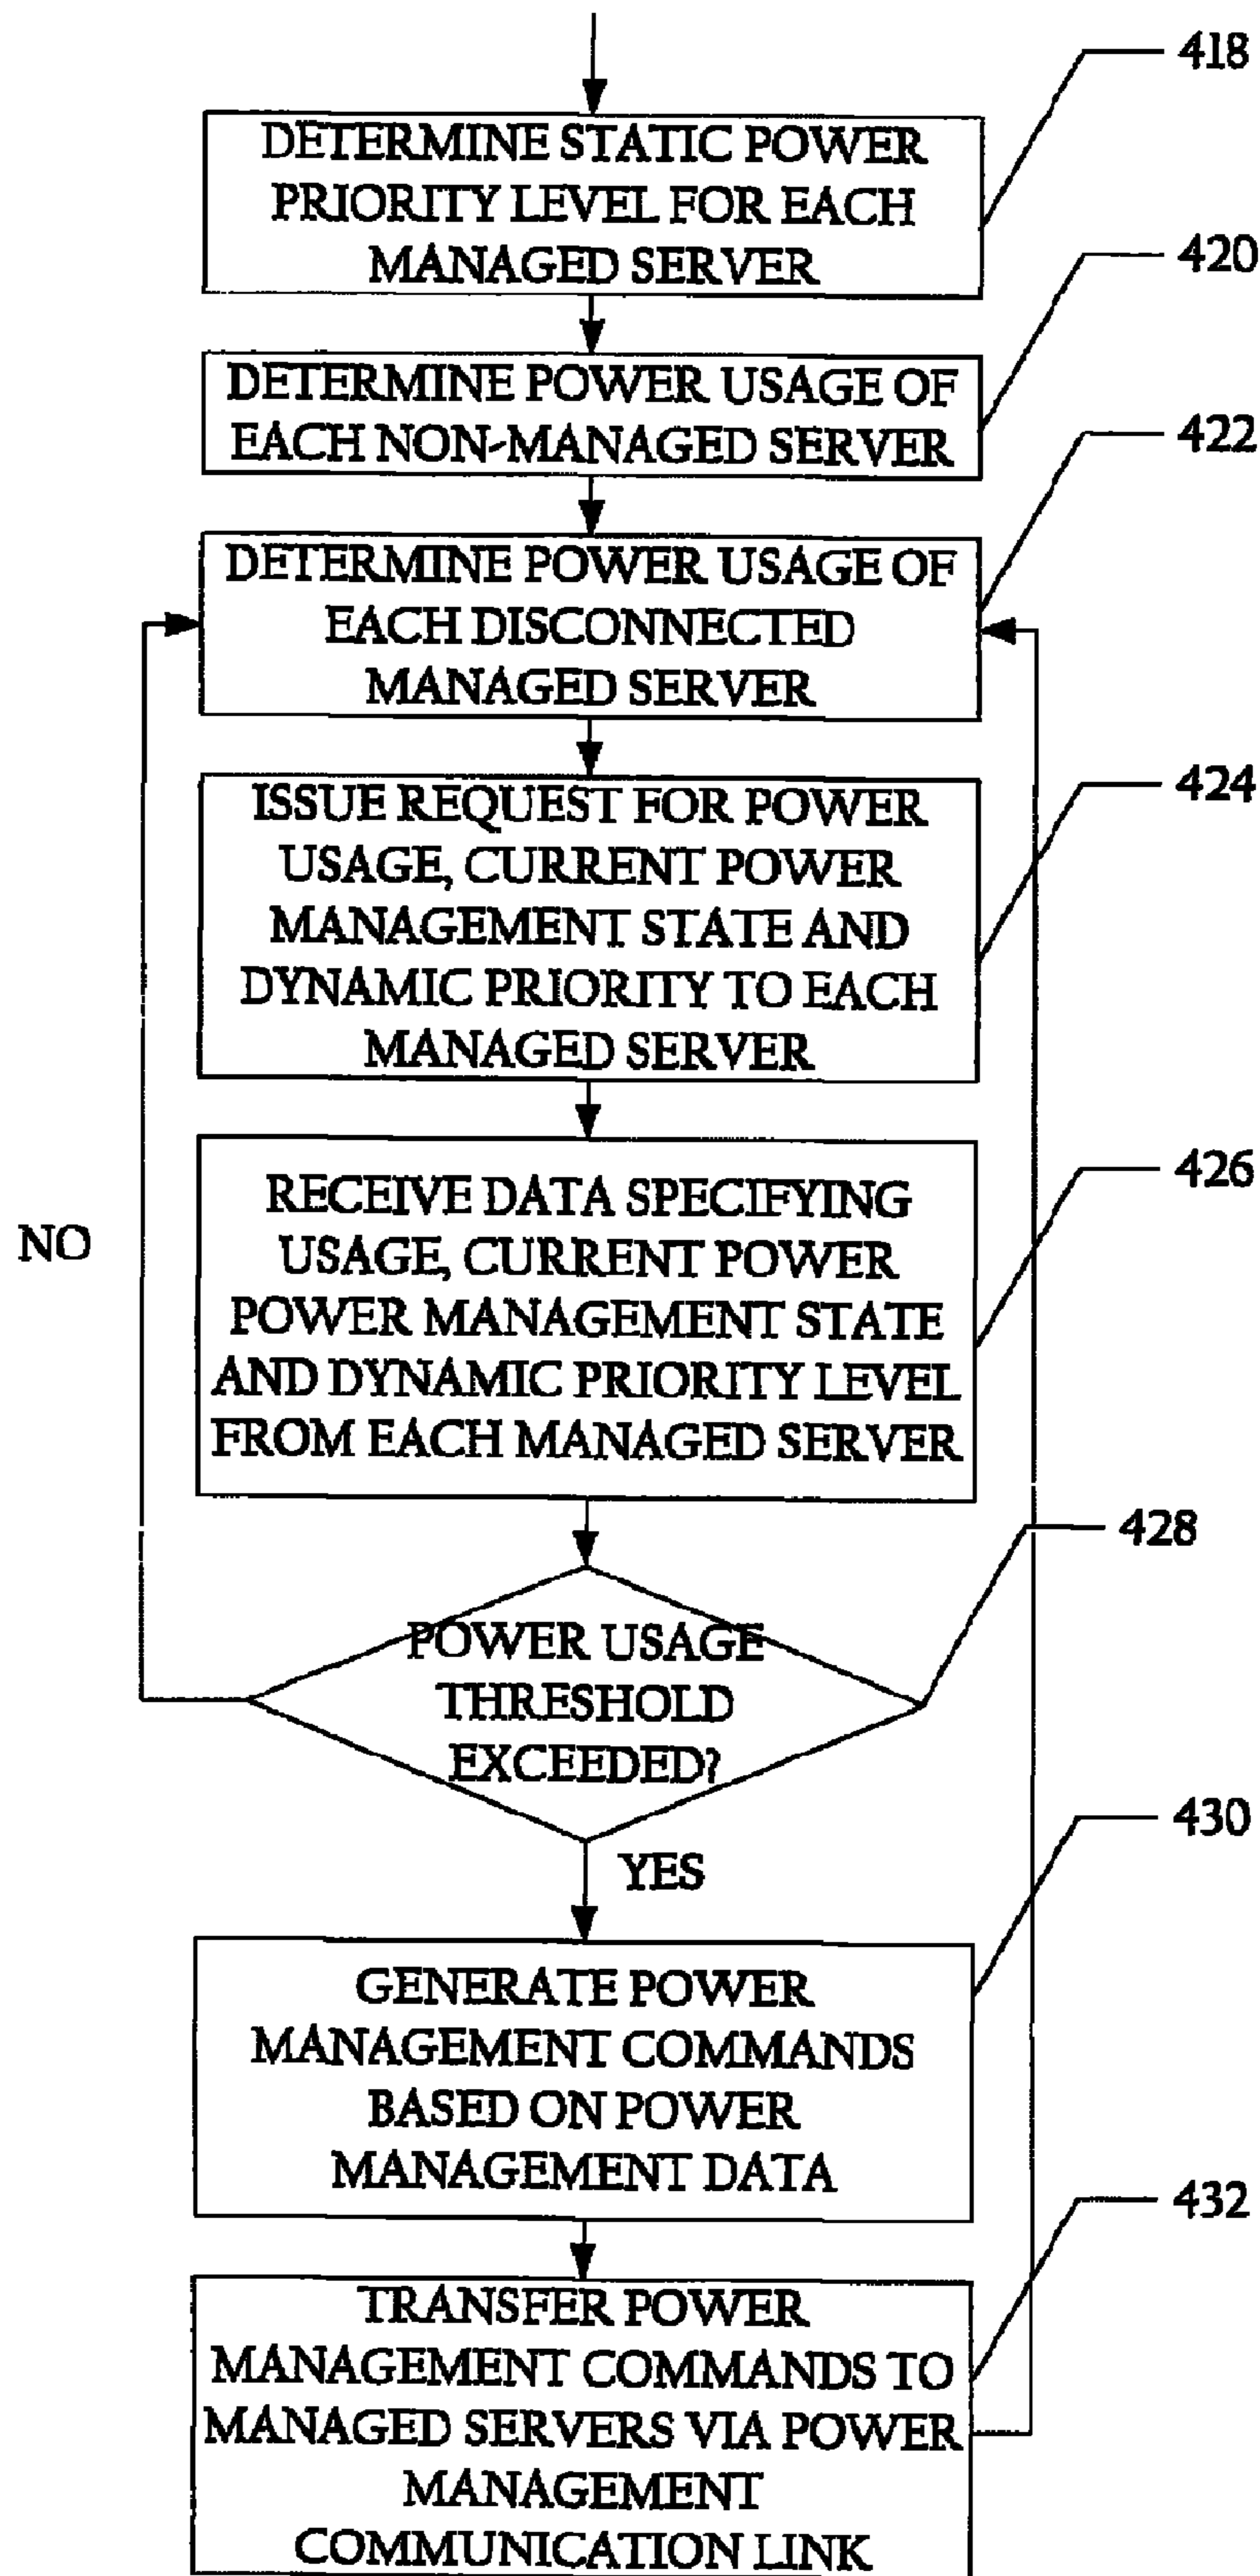 418
DETERMINE STATIC POWER
PRIORITY LEVEL FOR EACH
MANAGED SERVER
420
DETERMINE POWER USAGE OF
EACH NON-MANAGED SERVER
422
DETERMINE POWER USAGE OF
EACH DISCONNECTED
MANAGED SERVER
424
ISSUE REQUEST FOR POWER
USAGE, CURRENT POWER
MANAGEMENT STATE AND
DYNAMIC PRIORITY TO EACH
MANAGED SERVER
426
RECEIVE DATA SPECIFYING
USAGE, CURRENT POWER
POWER MANAGEMENT STATE
AND DYNAMIC PRIORITY LEVEL
FROM EACH MANAGED SERVER
NO
428
POWER USAGE
THRESHOLD
EXCEEDED?
YES
430
GENERATE POWER
MANAGEMENT COMMANDS
BASED ON POWER
MANAGEMENT DATA
432
TRANSFER POWER
MANAGEMENT COMMANDS TO
MANAGED SERVERS VIA POWER
MANAGEMENT
COMMUNICATION LINK